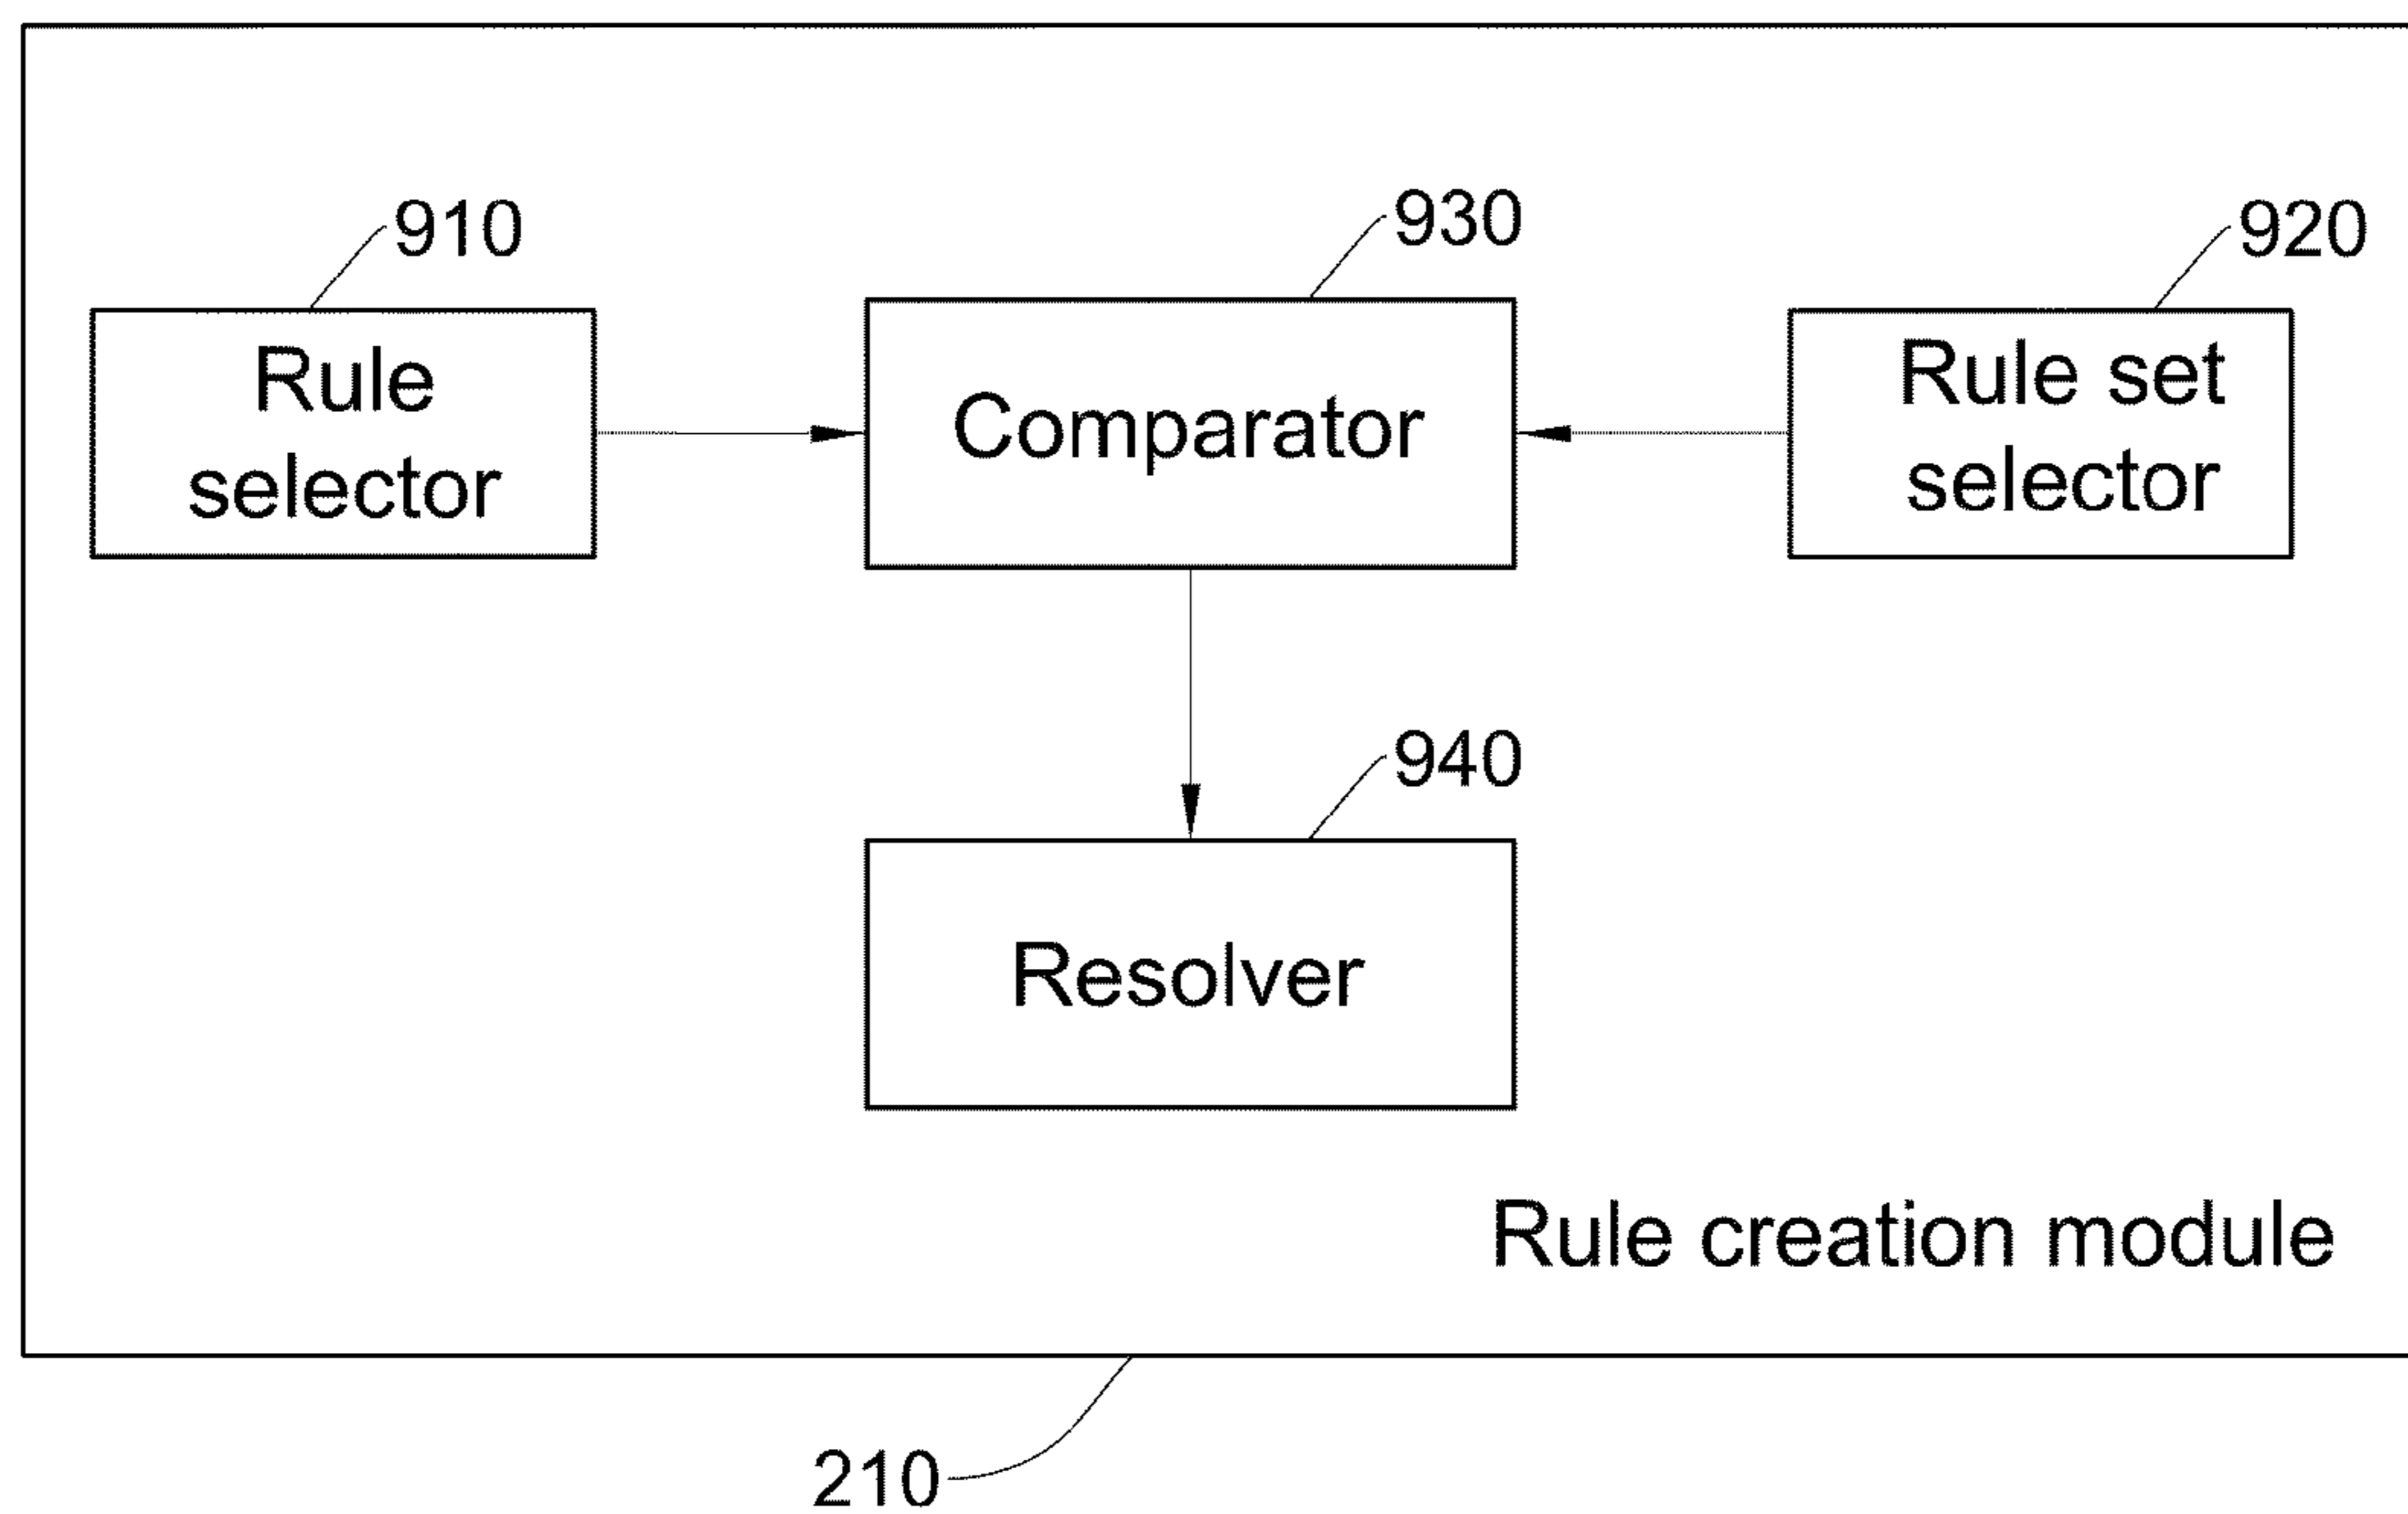 910
930
920
Rule
selector
Comparator
Rule set
selector
940
Resolver
Rule creation module
210